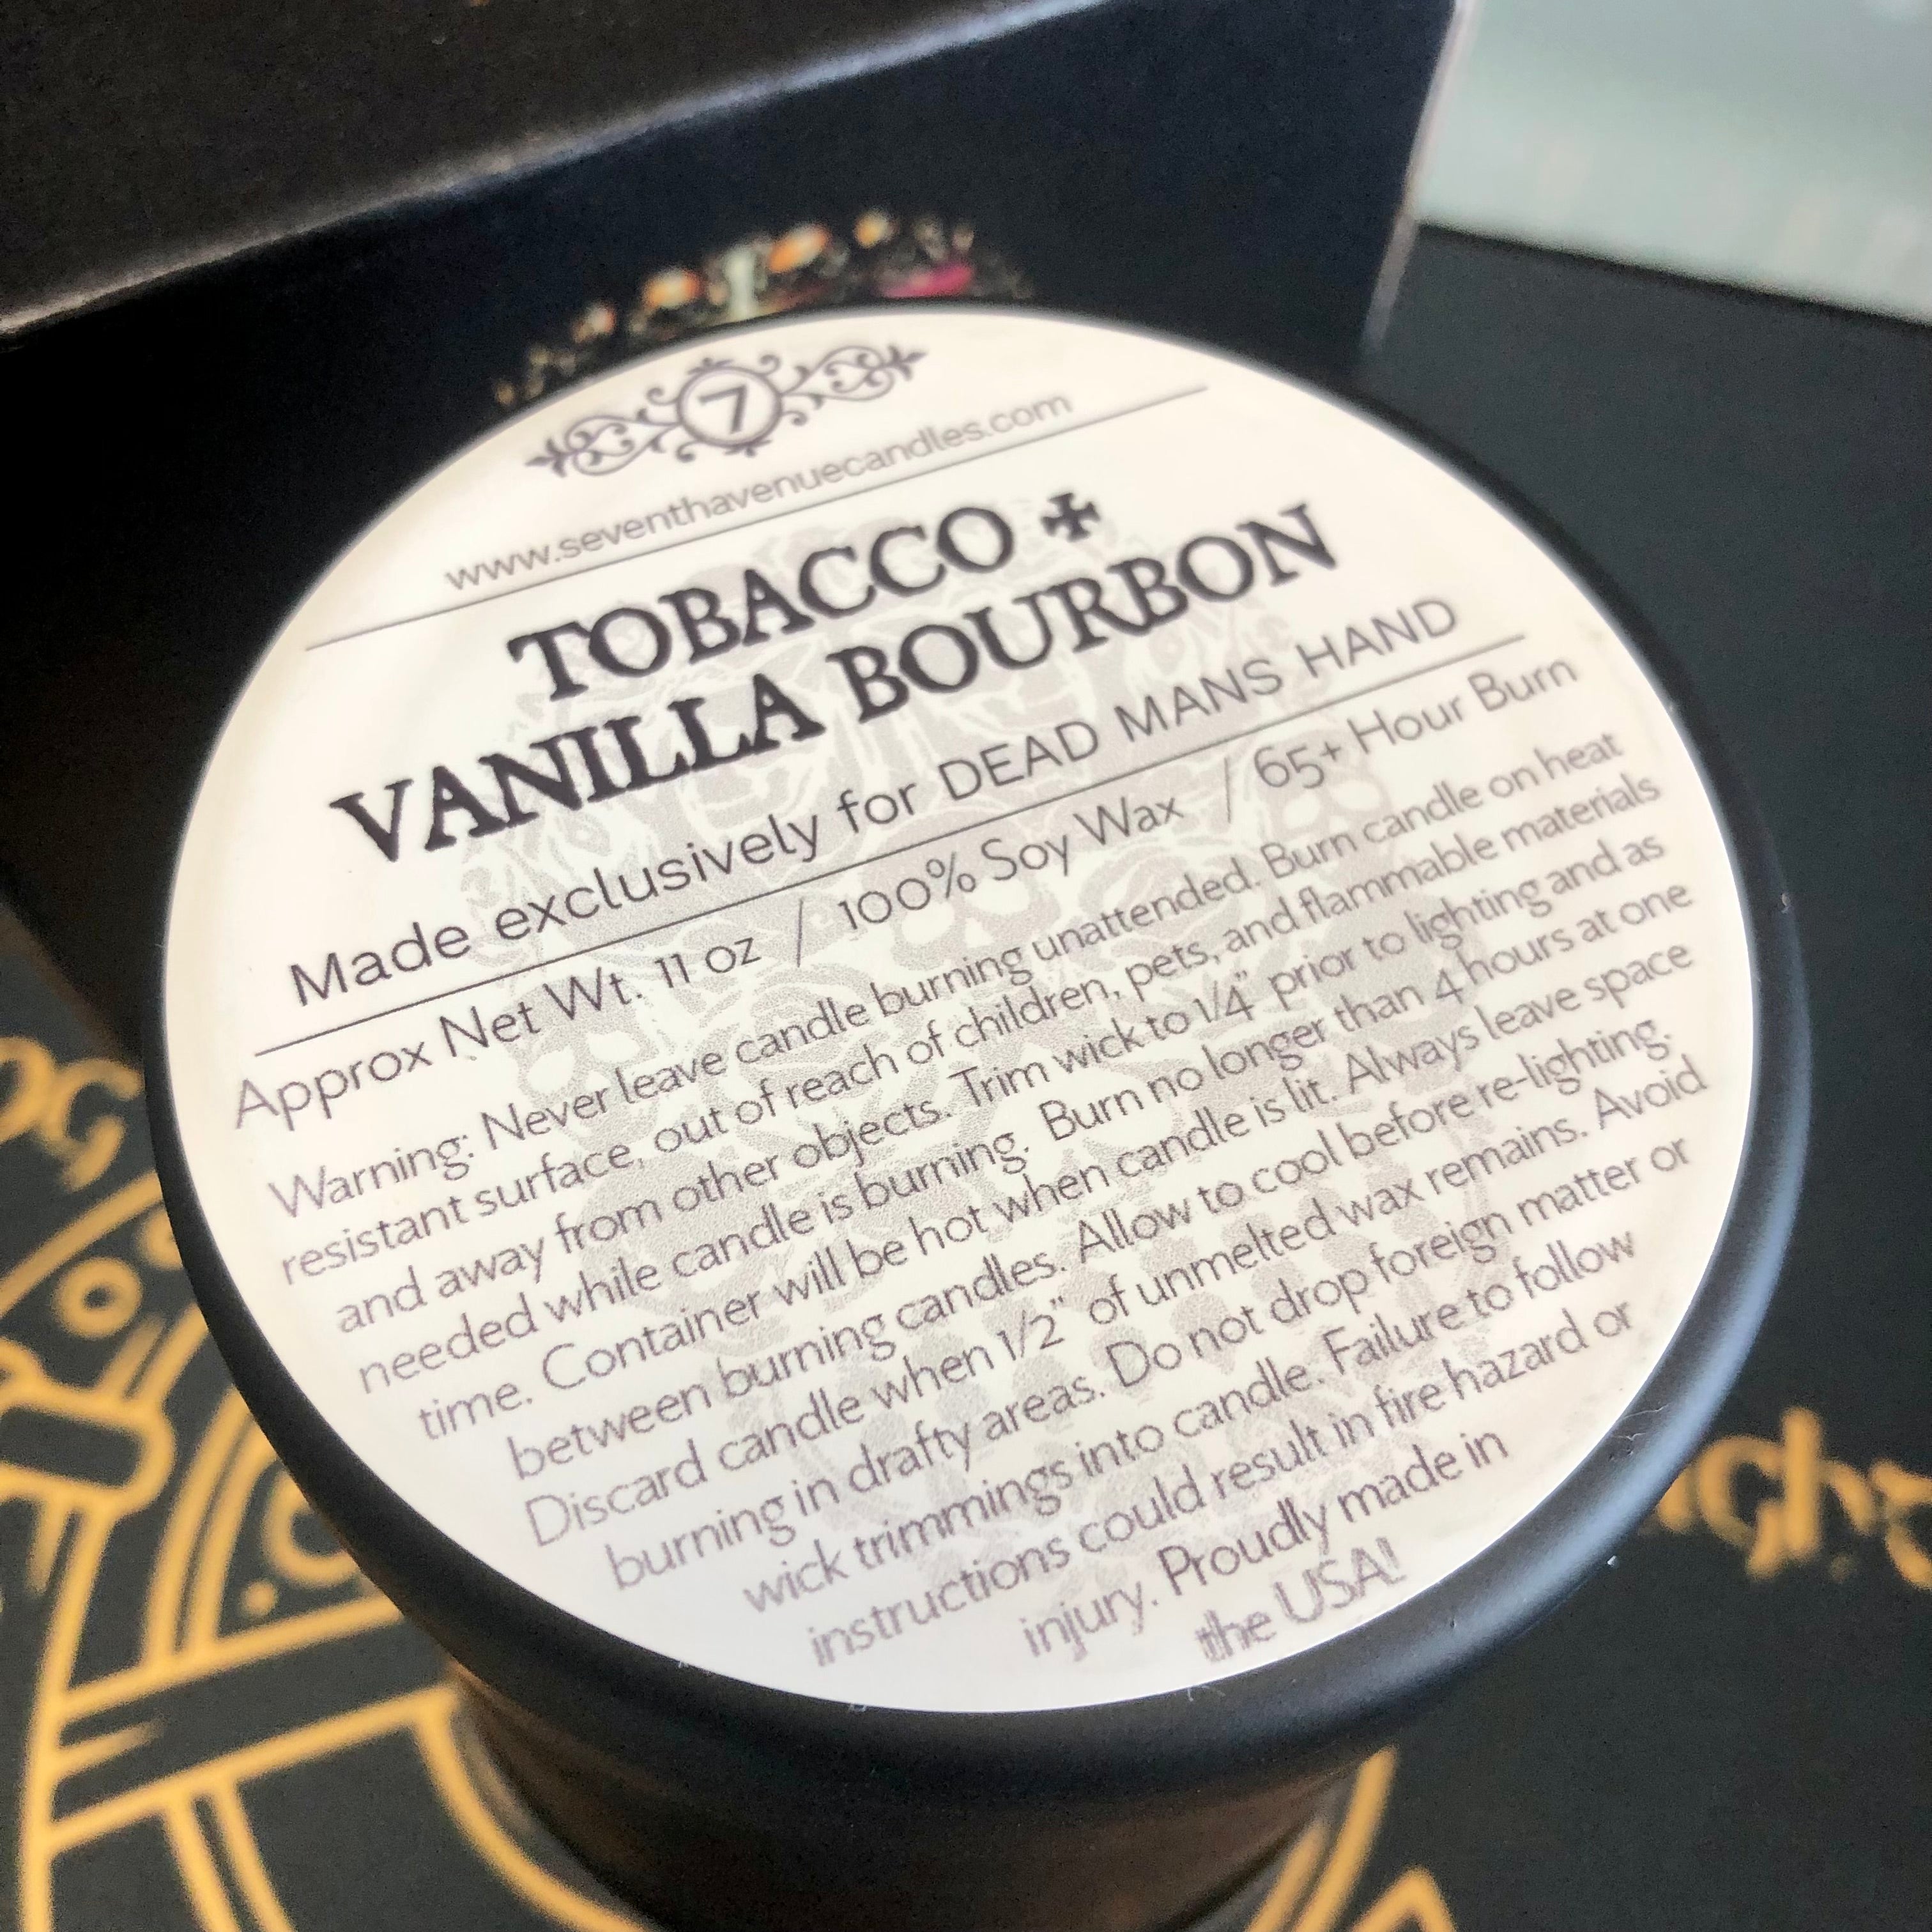 7
www.seventhavenuecandles.com
TOBACCO +
VANILLA BOURBON
Made exclusively for DEAD MANS HAND
Approx Net Wt. 11 oz / 100% Soy Wax / 65+ Hour Burn
Warning: Never leave candle burning unattended. Burn candle on heat
resistant surface, out of reach of children, pets, and flammable materials
and away from other objects. Trim wick to 1/4" prior to lighting and as
needed while candle is burning. Burn no longer than 4 hours at one
time. Container will be hot when candle is lit. Always leave space
between burning candles. Allow to cool before re-lighting.
Discard candle when 1/2" of unmelted wax remains. Avoid
burning in drafty areas. Do not drop foreign matter or
wick trimmings into candle. Failure to follow
instructions could result in fire hazard or
injury. Proudly made in
the USA!